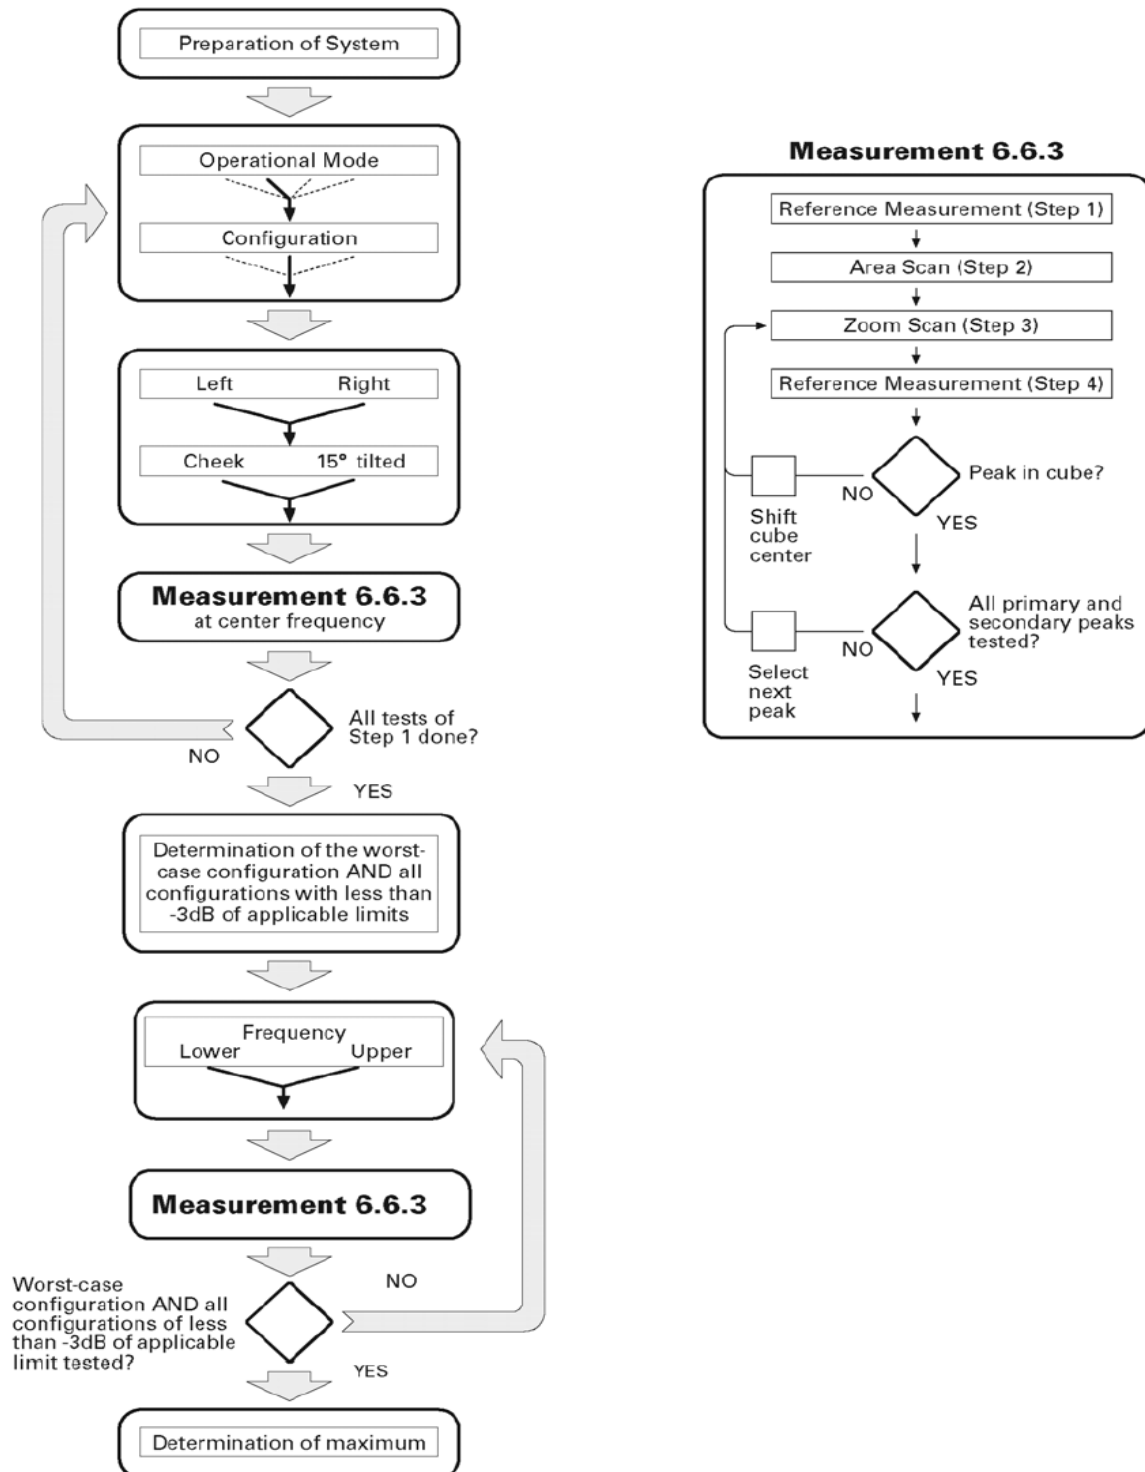 Preparation of System
Operational Mode
Configuration
Left Right
Cheek 15° tilted
Measurement 6.6.3
at center frequency
All tests of
Step 1 done?
NO
YES
Determination of the worst-
case configuration AND all
configurations with less than
-3dB of applicable limits
Frequency
Lower Upper
Measurement 6.6.3
NO
Worst-case
configuration AND all
configurations of less
than -3dB of applicable
limit tested?
YES
Determination of maximum
Measurement 6.6.3
Reference Measurement (Step 1)
Area Scan (Step 2)
Zoom Scan (Step 3)
Reference Measurement (Step 4)
Peak in cube?
NO
YES
Shift
cube
center
All primary and
secondary peaks
tested?
NO
YES
Select
next
peak